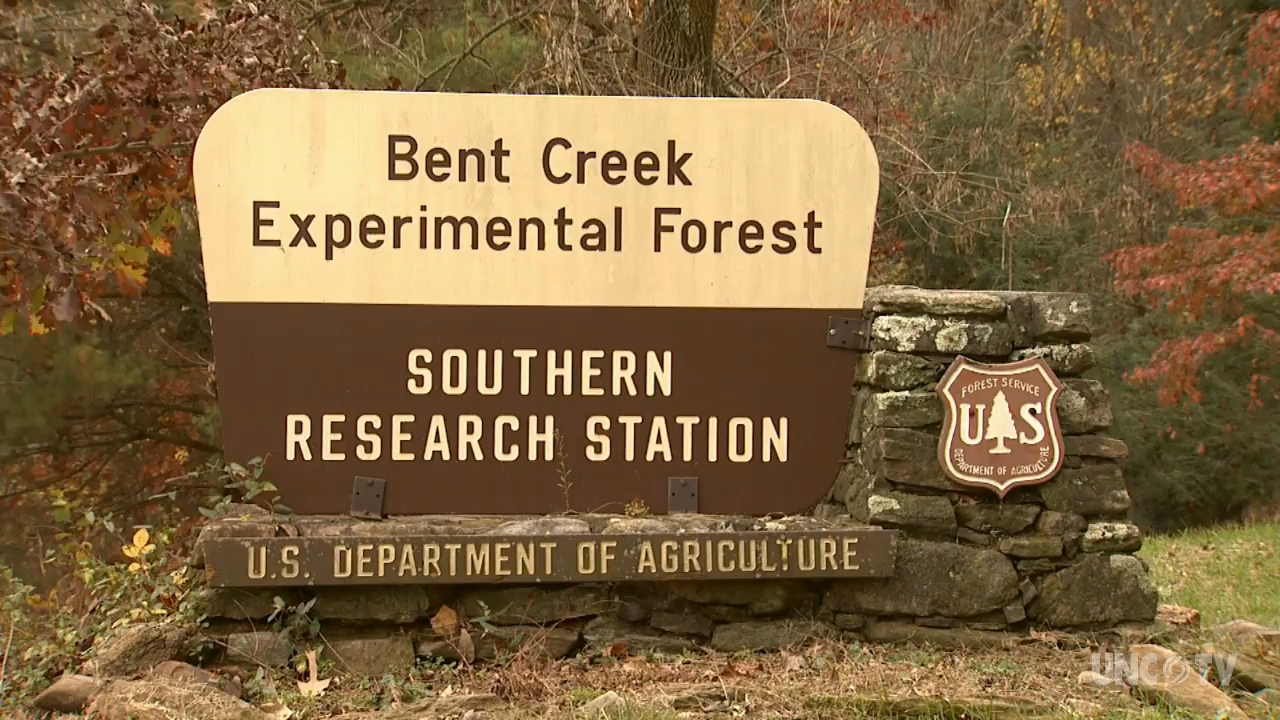 Bent Creek
Experimental Forest
SOUTHERN
RESEARCH STATION
FOREST SERVICE
US
DEPARTMENT OF AGRICULTURE
U.S. DEPARTMENT OF AGRICULTURE
UNC TV